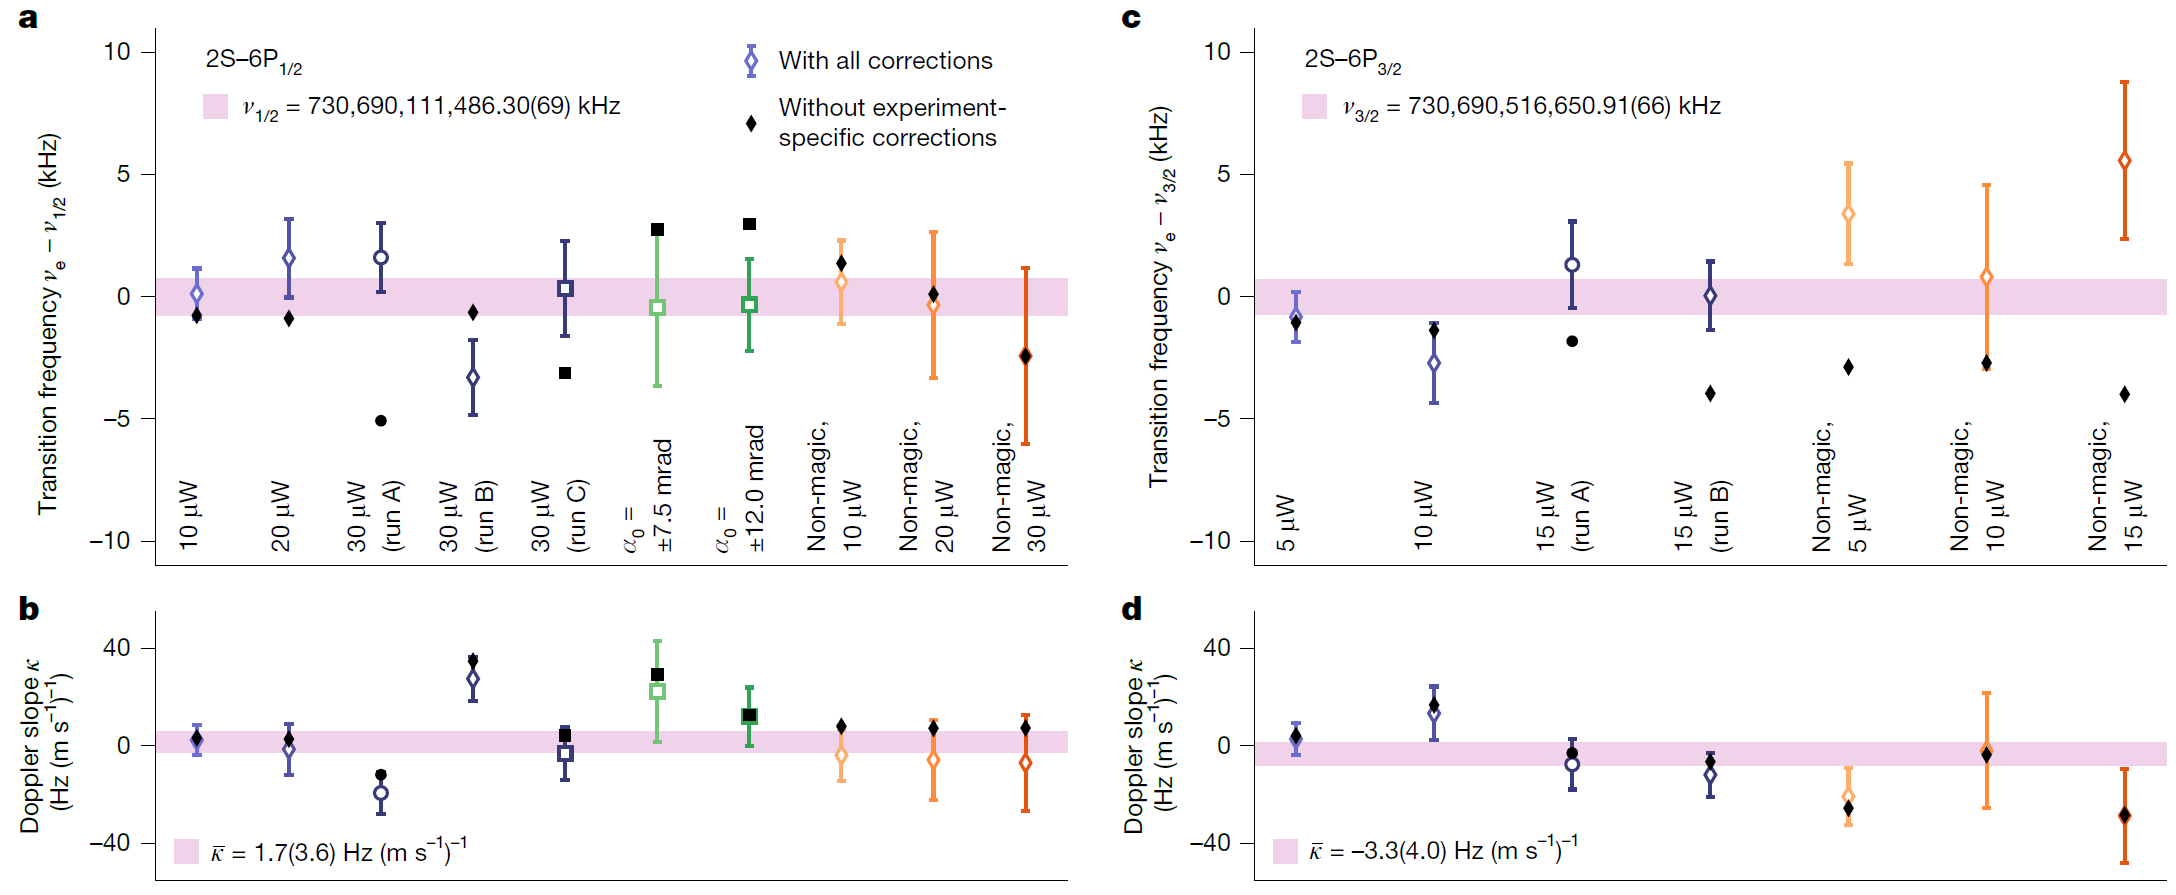 a
10
5
0
−5
−10
Transition frequency νe − ν1/2 (kHz)
2S–6P1/2
ν1/2 = 730,690,111,486.30(69) kHz
With all corrections
Without experiment-
specific corrections
10 μW
20 μW
30 μW
(run A)
30 μW
(run B)
30 μW
(run C)
α0 =
±7.5 mrad
α0 =
±12.0 mrad
Non-magic,
10 μW
Non-magic,
20 μW
Non-magic,
30 μW
b
40
0
−40
Doppler slope κ
(Hz (m s−1)−1)
κ̅ = 1.7(3.6) Hz (m s−1)−1
c
10
5
0
−5
−10
Transition frequency νe − ν3/2 (kHz)
2S–6P3/2
ν3/2 = 730,690,516,650.91(66) kHz
5 μW
10 μW
15 μW
(run A)
15 μW
(run B)
Non-magic,
5 μW
Non-magic,
10 μW
Non-magic,
15 μW
d
40
0
−40
Doppler slope κ
(Hz (m s−1)−1)
κ̅ = −3.3(4.0) Hz (m s−1)−1